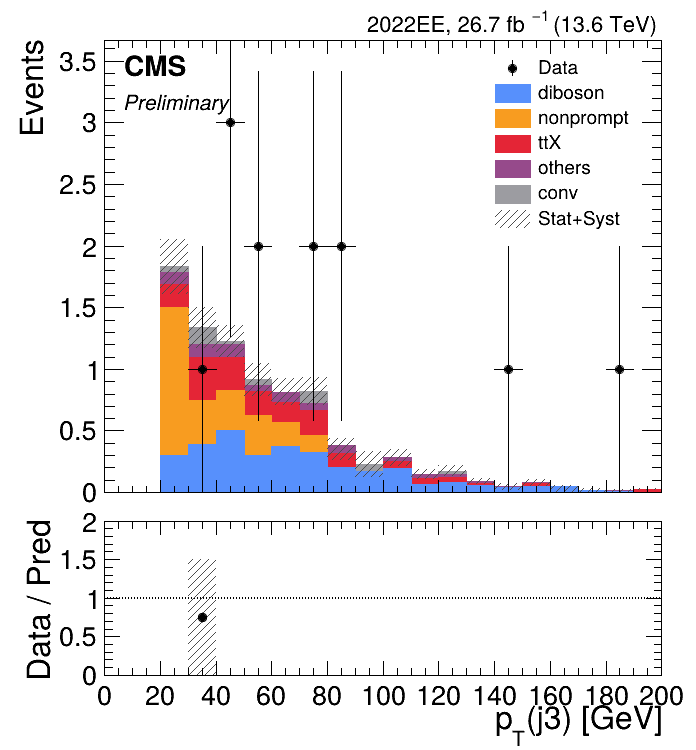 2022EE, 26.7 fb⁻¹ (13.6 TeV)
CMS
Preliminary
Events
3.5
3
2.5
2
1.5
1
0.5
0
Data
diboson
nonprompt
ttX
others
conv
Stat+Syst
Data / Pred
2
1.5
1
0.5
0
0 20 40 60 80 100 120 140 160 180 200
p_T(j3) [GeV]